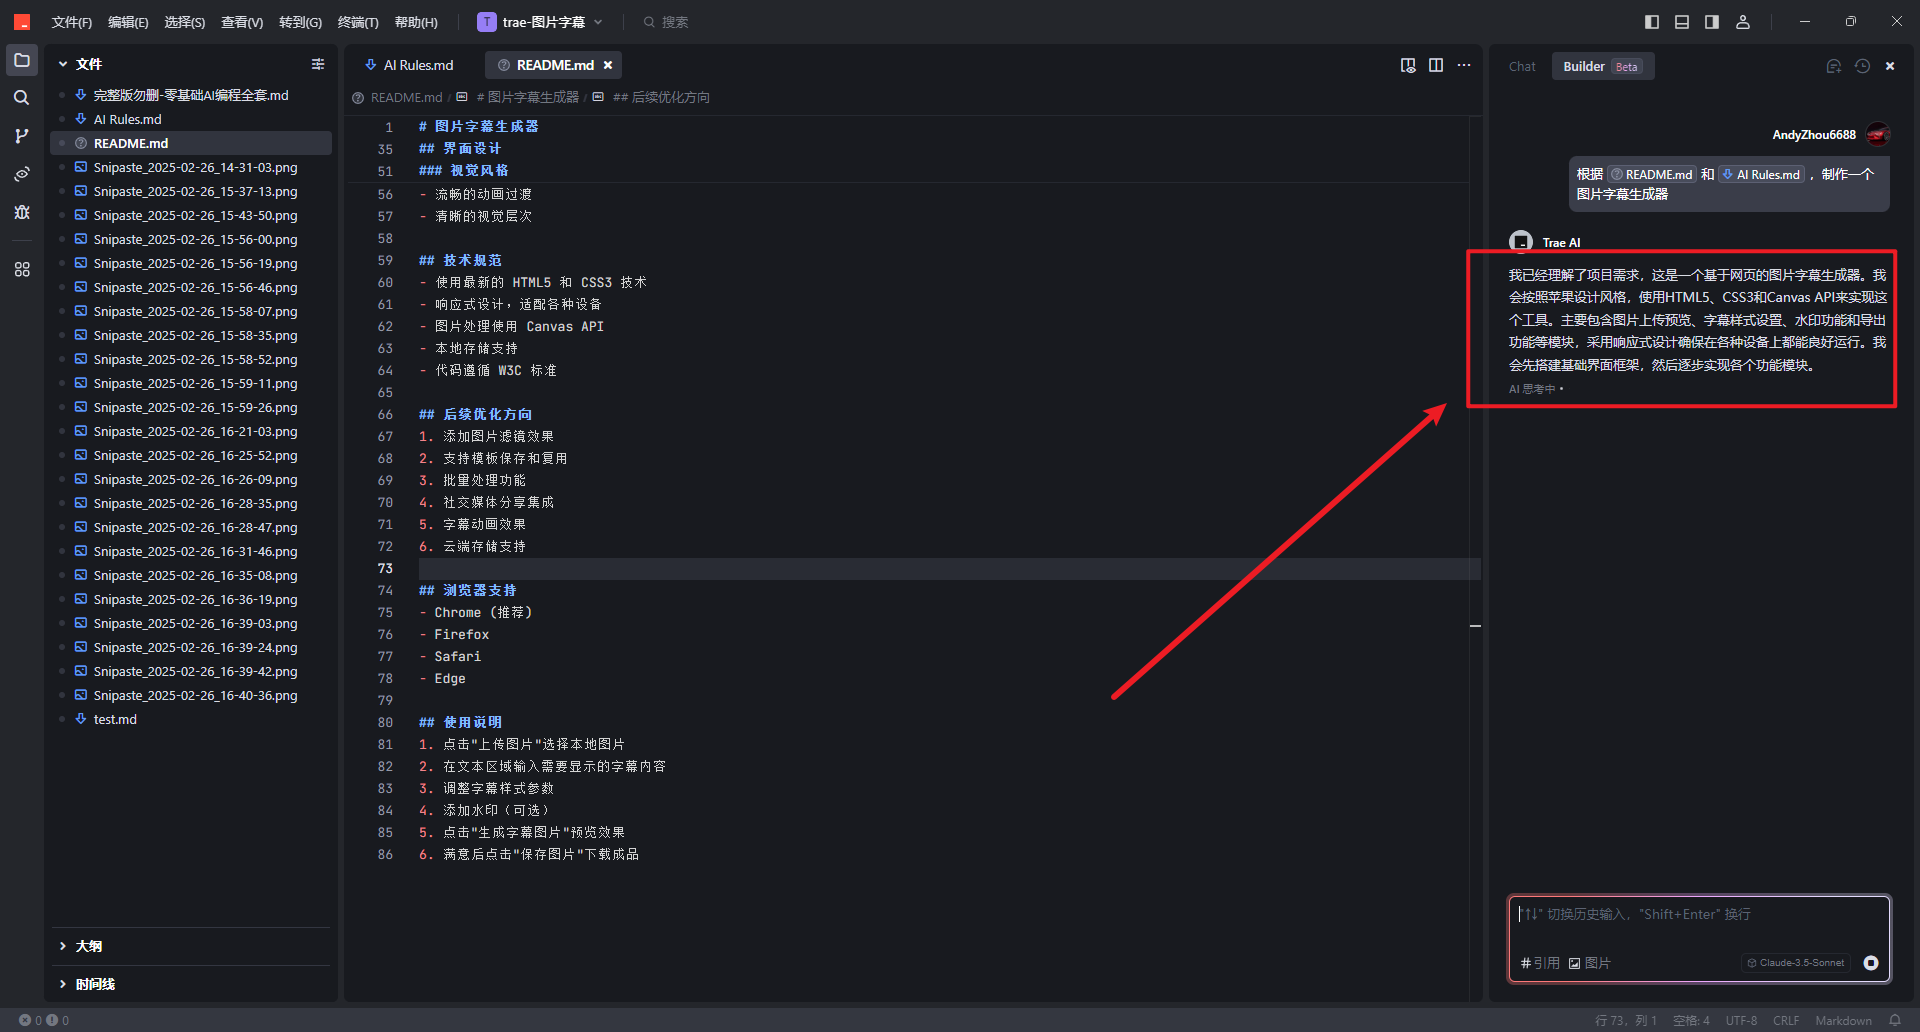 文件(F) 编辑(E) 选择(S) 查看(V) 转到(G) 终端(T) 帮助(H) T trae-图片字幕 搜索
文件
完整版勿删-零基础AI编程全套.md
AI Rules.md
README.md
Snipaste_2025-02-26_14-31-03.png
Snipaste_2025-02-26_15-37-13.png
Snipaste_2025-02-26_15-43-50.png
Snipaste_2025-02-26_15-56-00.png
Snipaste_2025-02-26_15-56-19.png
Snipaste_2025-02-26_15-56-46.png
Snipaste_2025-02-26_15-58-07.png
Snipaste_2025-02-26_15-58-35.png
Snipaste_2025-02-26_15-58-52.png
Snipaste_2025-02-26_15-59-11.png
Snipaste_2025-02-26_15-59-26.png
Snipaste_2025-02-26_16-21-03.png
Snipaste_2025-02-26_16-25-52.png
Snipaste_2025-02-26_16-26-09.png
Snipaste_2025-02-26_16-28-35.png
Snipaste_2025-02-26_16-28-47.png
Snipaste_2025-02-26_16-31-46.png
Snipaste_2025-02-26_16-35-08.png
Snipaste_2025-02-26_16-36-19.png
Snipaste_2025-02-26_16-39-03.png
Snipaste_2025-02-26_16-39-24.png
Snipaste_2025-02-26_16-39-42.png
Snipaste_2025-02-26_16-40-36.png
test.md
大纲
时间线
AI Rules.md README.md
README.md / # 图片字幕生成器 / ## 后续优化方向
1 # 图片字幕生成器
35 ## 界面设计
51 ### 视觉风格
56 - 流畅的动画过渡
57 - 清晰的视觉层次
58
59 ## 技术规范
60 - 使用最新的 HTML5 和 CSS3 技术
61 - 响应式设计，适配各种设备
62 - 图片处理使用 Canvas API
63 - 本地存储支持
64 - 代码遵循 W3C 标准
65
66 ## 后续优化方向
67 1. 添加图片滤镜效果
68 2. 支持模板保存和复用
69 3. 批量处理功能
70 4. 社交媒体分享集成
71 5. 字幕动画效果
72 6. 云端存储支持
73
74 ## 浏览器支持
75 - Chrome (推荐)
76 - Firefox
77 - Safari
78 - Edge
79
80 ## 使用说明
81 1. 点击"上传图片"选择本地图片
82 2. 在文本区域输入需要显示的字幕内容
83 3. 调整字幕样式参数
84 4. 添加水印（可选）
85 5. 点击"生成字幕图片"预览效果
86 6. 满意后点击"保存图片"下载成品
Chat Builder Beta
AndyZhou6688
根据 README.md 和 AI Rules.md ，制作一个
图片字幕生成器
Trae AI
我已经理解了项目需求，这是一个基于网页的图片字幕生成器。我
会按照苹果设计风格，使用HTML5、CSS3和Canvas API来实现这
个工具。主要包含图片上传预览、字幕样式设置、水印功能和导出
功能等模块，采用响应式设计确保在各种设备上都能良好运行。我
会先搭建基础界面框架，然后逐步实现各个功能模块。
AI 思考中
"↑↓" 切换历史输入，"Shift+Enter" 换行
# 引用 图片 Claude-3.5-Sonnet
0 0 行 73，列 1 空格: 4 UTF-8 CRLF Markdown